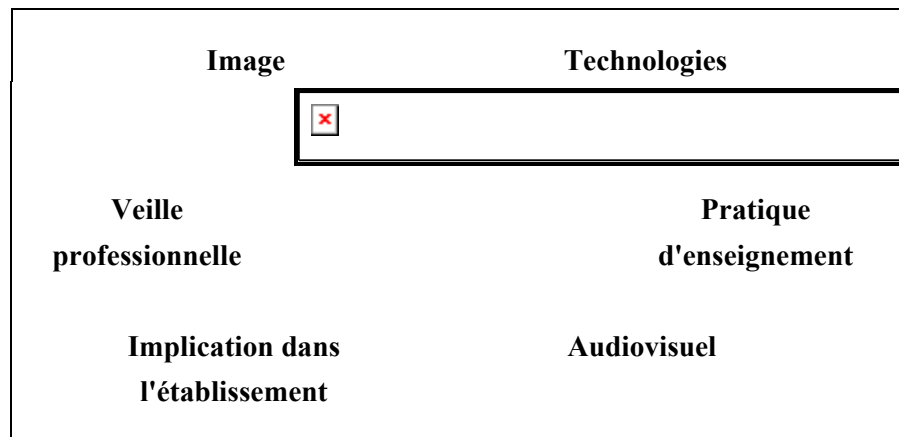 Image Technologies
Veille Pratique
professionnelle d'enseignement
Implication dans Audiovisuel
l'établissement